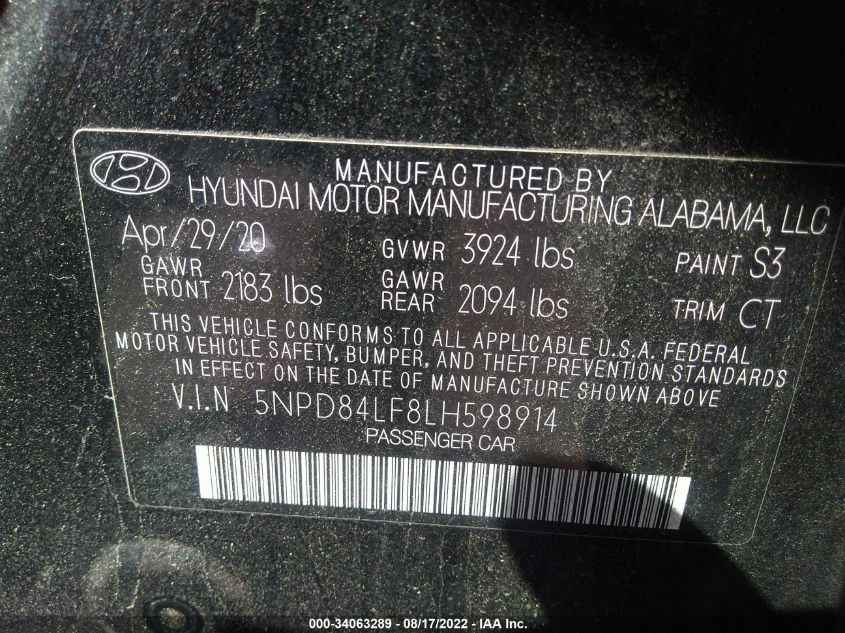 MANUFACTURED BY
HYUNDAI MOTOR MANUFACTURING ALABAMA, LLC
Apr/29/20 GVWR 3924 lbs PAINT S3
GAWR FRONT 2183 lbs GAWR REAR 2094 lbs TRIM CT
THIS VEHICLE CONFORMS TO ALL APPLICABLE U.S.A. FEDERAL
MOTOR VEHICLE SAFETY, BUMPER, AND THEFT PREVENTION STANDARDS
IN EFFECT ON THE DATE OF MANUFACTURE SHOWN ABOVE
V.I.N 5NPD84LF8LH598914
PASSENGER CAR
000-34063289 - 08/17/2022 - IAA Inc.